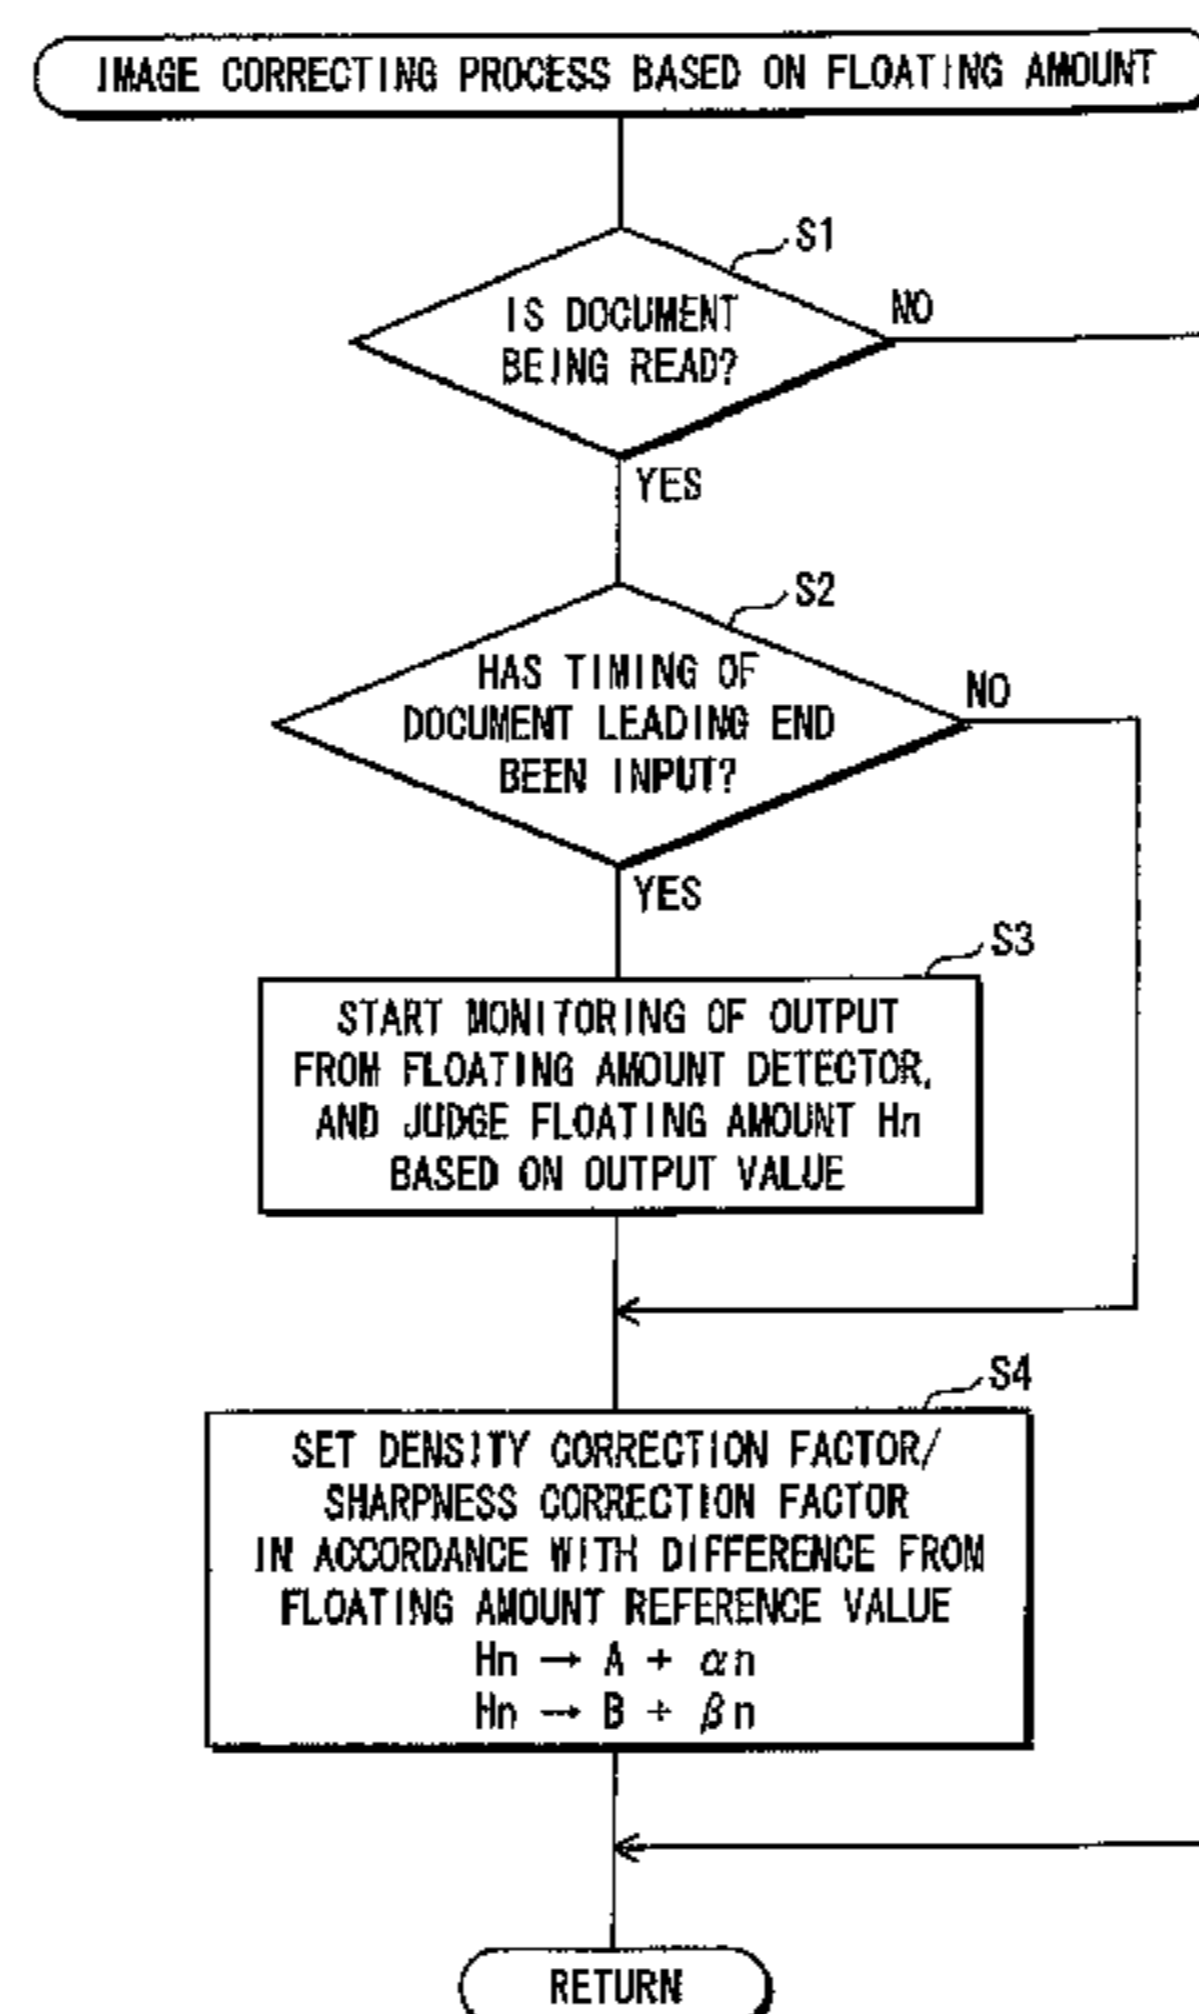 IMAGE CORRECTING PROCESS BASED ON FLOATING AMOUNT
S1
IS DOCUMENT
BEING READ?
NO
YES
S2
HAS TIMING OF
DOCUMENT LEADING END
BEEN INPUT?
NO
YES
S3
START MONITORING OF OUTPUT
FROM FLOATING AMOUNT DETECTOR,
AND JUDGE FLOATING AMOUNT Hn
BASED ON OUTPUT VALUE
S4
SET DENSITY CORRECTION FACTOR/
SHARPNESS CORRECTION FACTOR
IN ACCORDANCE WITH DIFFERENCE FROM
FLOATING AMOUNT REFERENCE VALUE
Hn → A + αn
Hn → B + βn
RETURN